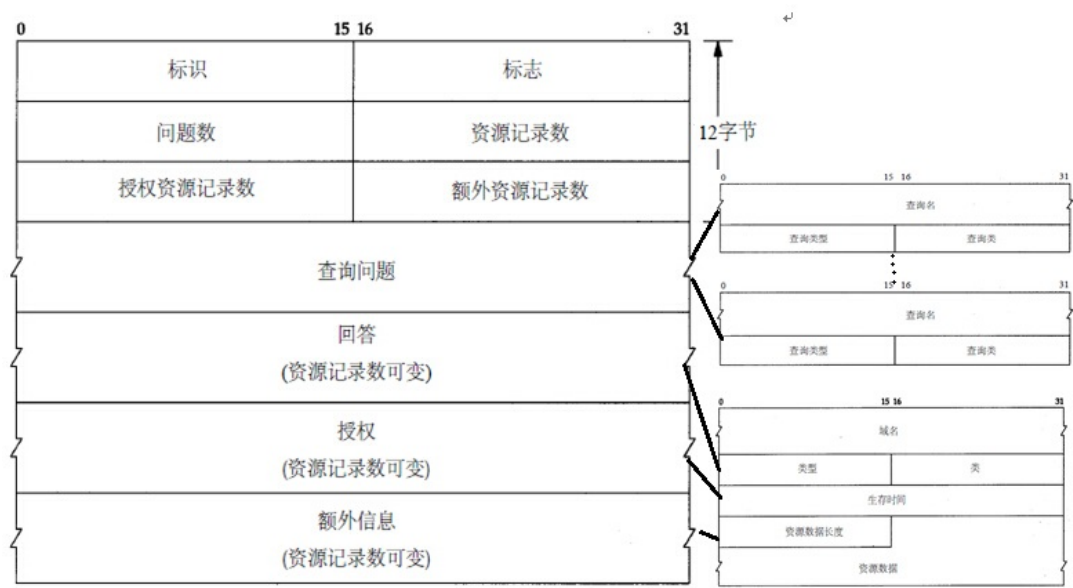 0 15 16 31
标识 标志
问题数 资源记录数
授权资源记录数 额外资源记录数
12字节
查询问题
回答
(资源记录数可变)
授权
(资源记录数可变)
额外信息
(资源记录数可变)
0 15 16 31
查询名
查询类型 查询类
0 15 16 31
查询名
查询类型 查询类
0 15 16 31
域名
类型 类
生存时间
资源数据长度
资源数据